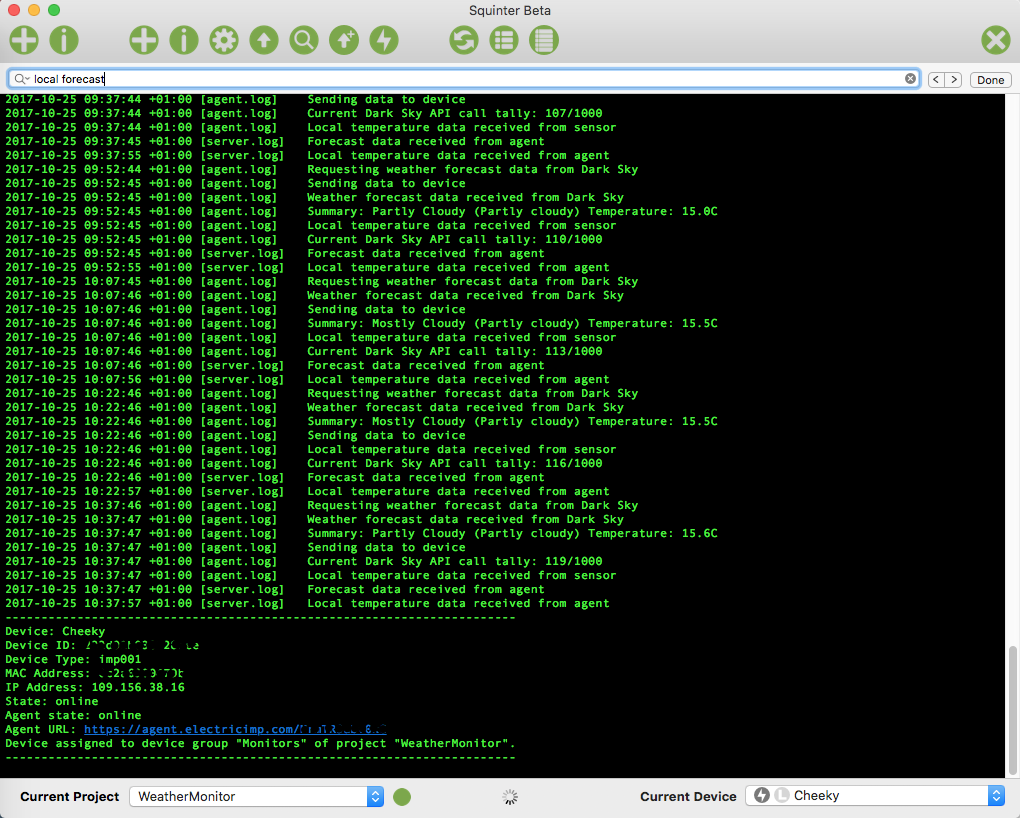 Squinter Beta
local forecast
Done
2017-10-25 09:37:44 +01:00 [agent.log] Sending data to device
2017-10-25 09:37:44 +01:00 [agent.log] Current Dark Sky API call tally: 107/1000
2017-10-25 09:37:44 +01:00 [agent.log] Local temperature data received from sensor
2017-10-25 09:37:45 +01:00 [server.log] Forecast data received from agent
2017-10-25 09:37:55 +01:00 [server.log] Local temperature data received from agent
2017-10-25 09:52:44 +01:00 [agent.log] Requesting weather forecast data from Dark Sky
2017-10-25 09:52:45 +01:00 [agent.log] Sending data to device
2017-10-25 09:52:45 +01:00 [agent.log] Weather forecast data received from Dark Sky
2017-10-25 09:52:45 +01:00 [agent.log] Summary: Partly Cloudy (Partly cloudy) Temperature: 15.0C
2017-10-25 09:52:45 +01:00 [agent.log] Local temperature data received from sensor
2017-10-25 09:52:45 +01:00 [agent.log] Current Dark Sky API call tally: 110/1000
2017-10-25 09:52:45 +01:00 [server.log] Forecast data received from agent
2017-10-25 09:52:55 +01:00 [server.log] Local temperature data received from agent
2017-10-25 10:07:45 +01:00 [agent.log] Requesting weather forecast data from Dark Sky
2017-10-25 10:07:46 +01:00 [agent.log] Weather forecast data received from Dark Sky
2017-10-25 10:07:46 +01:00 [agent.log] Sending data to device
2017-10-25 10:07:46 +01:00 [agent.log] Summary: Mostly Cloudy (Partly cloudy) Temperature: 15.5C
2017-10-25 10:07:46 +01:00 [agent.log] Local temperature data received from sensor
2017-10-25 10:07:46 +01:00 [agent.log] Current Dark Sky API call tally: 113/1000
2017-10-25 10:07:46 +01:00 [server.log] Forecast data received from agent
2017-10-25 10:07:56 +01:00 [server.log] Local temperature data received from agent
2017-10-25 10:22:46 +01:00 [agent.log] Requesting weather forecast data from Dark Sky
2017-10-25 10:22:46 +01:00 [agent.log] Weather forecast data received from Dark Sky
2017-10-25 10:22:46 +01:00 [agent.log] Summary: Mostly Cloudy (Partly cloudy) Temperature: 15.5C
2017-10-25 10:22:46 +01:00 [agent.log] Sending data to device
2017-10-25 10:22:46 +01:00 [agent.log] Local temperature data received from sensor
2017-10-25 10:22:46 +01:00 [agent.log] Current Dark Sky API call tally: 116/1000
2017-10-25 10:22:46 +01:00 [server.log] Forecast data received from agent
2017-10-25 10:22:57 +01:00 [server.log] Local temperature data received from agent
2017-10-25 10:37:46 +01:00 [agent.log] Requesting weather forecast data from Dark Sky
2017-10-25 10:37:47 +01:00 [agent.log] Weather forecast data received from Dark Sky
2017-10-25 10:37:47 +01:00 [agent.log] Summary: Partly Cloudy (Partly cloudy) Temperature: 15.6C
2017-10-25 10:37:47 +01:00 [agent.log] Sending data to device
2017-10-25 10:37:47 +01:00 [agent.log] Current Dark Sky API call tally: 119/1000
2017-10-25 10:37:47 +01:00 [agent.log] Local temperature data received from sensor
2017-10-25 10:37:47 +01:00 [server.log] Forecast data received from agent
2017-10-25 10:37:57 +01:00 [server.log] Local temperature data received from agent
-----------------------------------------------------------------------
Device: Cheeky
Device ID:
Device Type: imp001
MAC Address:
IP Address: 109.156.38.16
State: online
Agent state: online
Agent URL: https://agent.electricimp.com/
Device assigned to device group "Monitors" of project "WeatherMonitor".
-----------------------------------------------------------------------
Current Project WeatherMonitor Current Device L Cheeky